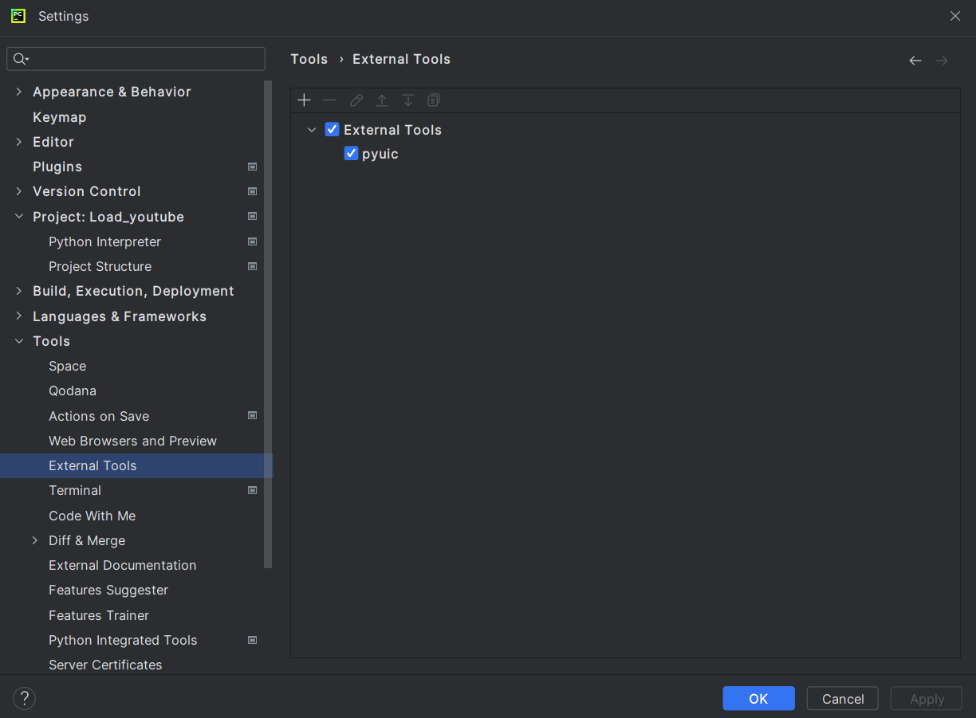 PC
Settings
Tools › External Tools
Appearance & Behavior
Keymap
Editor
Plugins
Version Control
Project: Load_youtube
Python Interpreter
Project Structure
Build, Execution, Deployment
Languages & Frameworks
Tools
Space
Qodana
Actions on Save
Web Browsers and Preview
External Tools
Terminal
Code With Me
Diff & Merge
External Documentation
Features Suggester
Features Trainer
Python Integrated Tools
Server Certificates
External Tools
pyuic
?
OK
Cancel
Apply